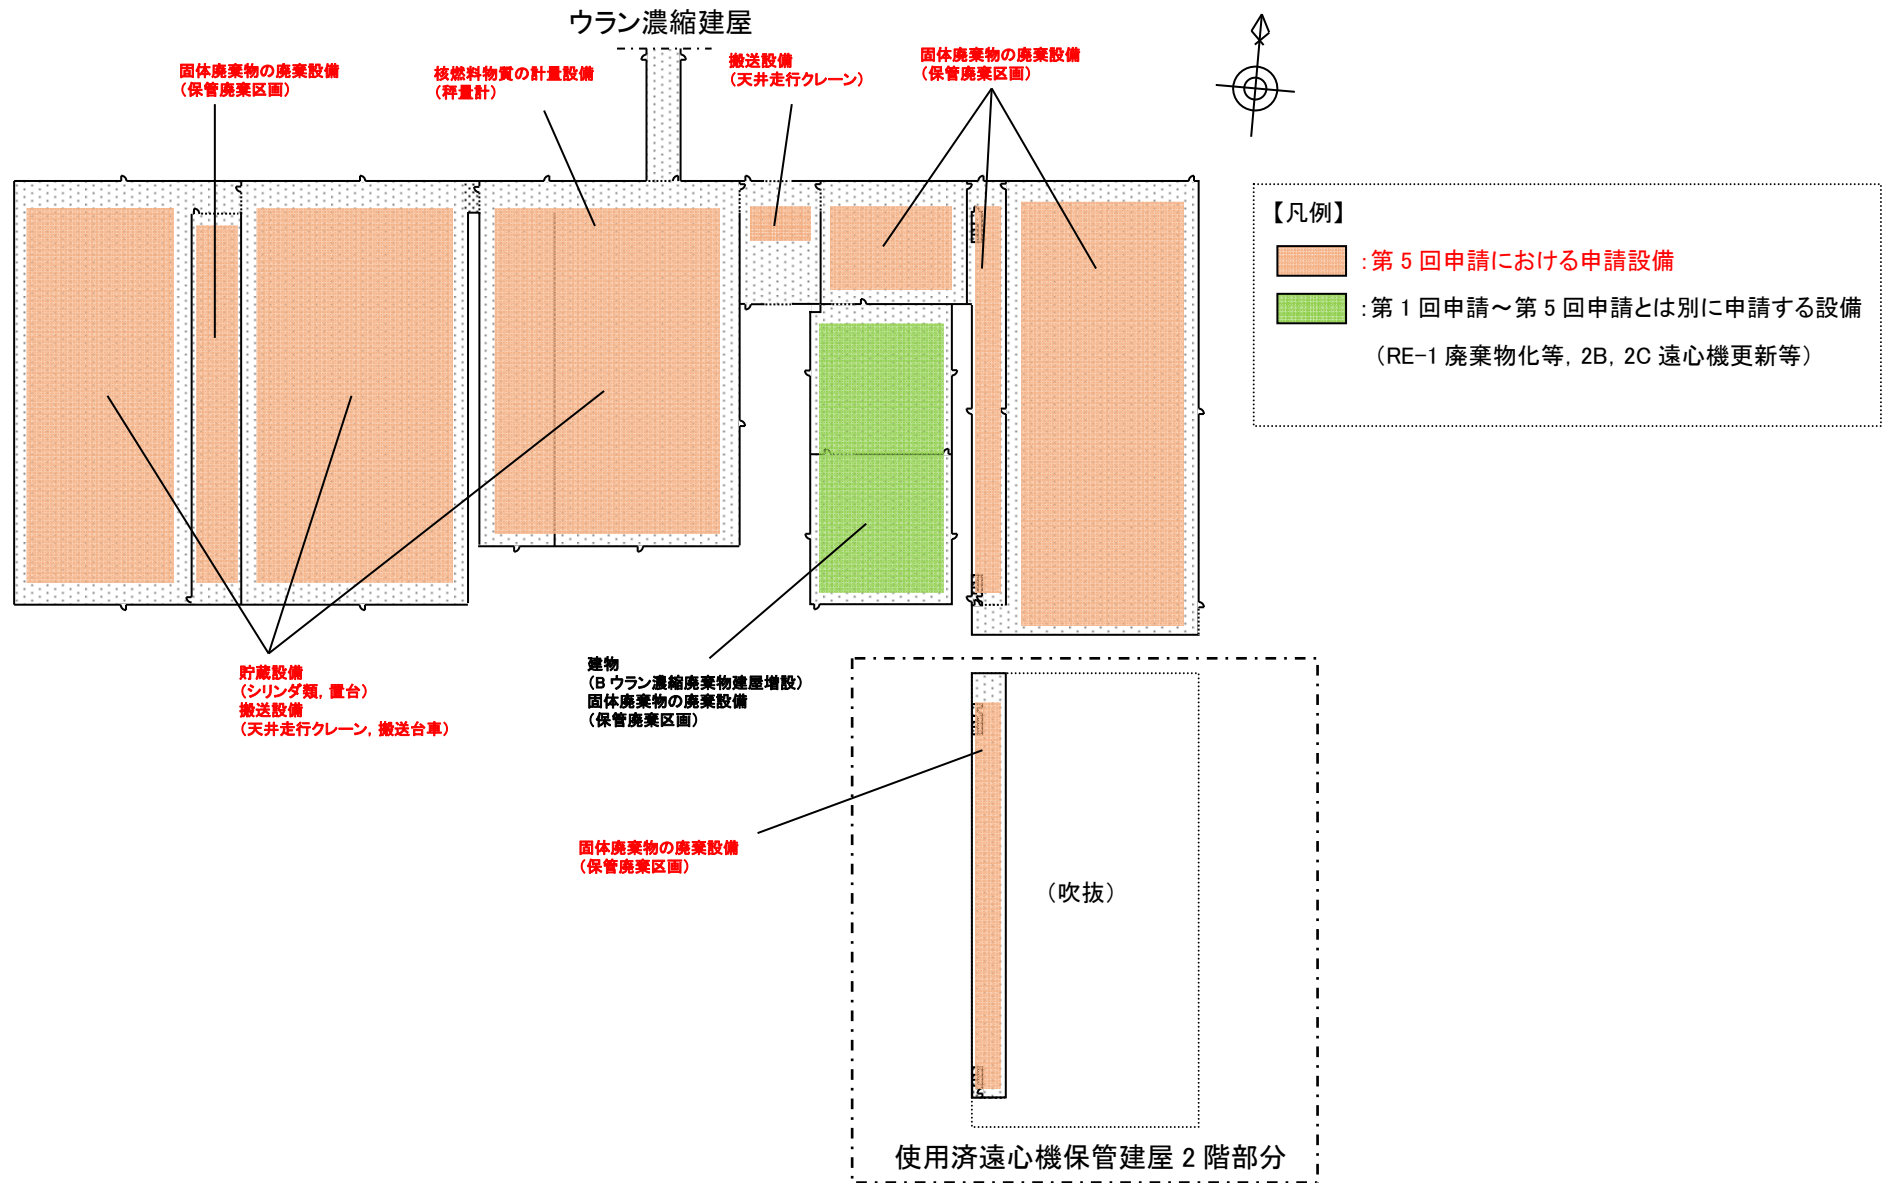 ウラン濃縮建屋
固体廃棄物の廃棄設備
(保管廃棄区画)
核燃料物質の計量設備
(秤量計)
搬送設備
(天井走行クレーン)
固体廃棄物の廃棄設備
(保管廃棄区画)
【凡例】
:第 5 回申請における申請設備
:第 1 回申請～第 5 回申請とは別に申請する設備
(RE-1 廃棄物化等, 2B, 2C 遠心機更新等)
貯蔵設備
(シリンダ類, 置台)
搬送設備
(天井走行クレーン, 搬送台車)
建物
(B ウラン濃縮廃棄物建屋増設)
固体廃棄物の廃棄設備
(保管廃棄区画)
固体廃棄物の廃棄設備
(保管廃棄区画)
(吹抜)
使用済遠心機保管建屋 2 階部分